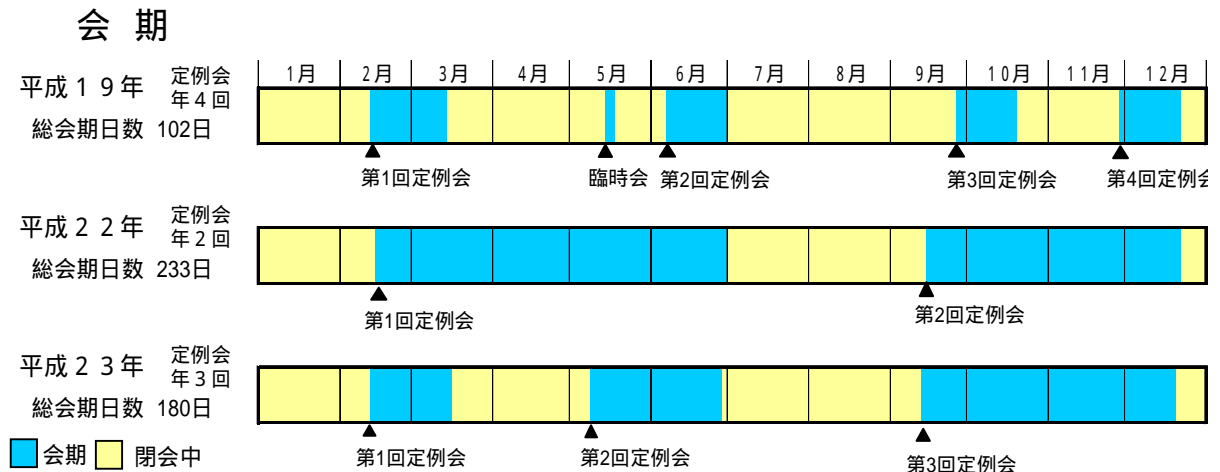 会 期
1月 2月 3月 4月 5月 6月 7月 8月 9月 10月 11月 12月
平成19年 定例会
年4回
総会期日数 102日
第1回定例会 臨時会 第2回定例会 第3回定例会 第4回定例会
平成22年 定例会
年2回
総会期日数 233日
第1回定例会 第2回定例会
平成23年 定例会
年3回
総会期日数 180日
第1回定例会 第2回定例会 第3回定例会
会期 閉会中